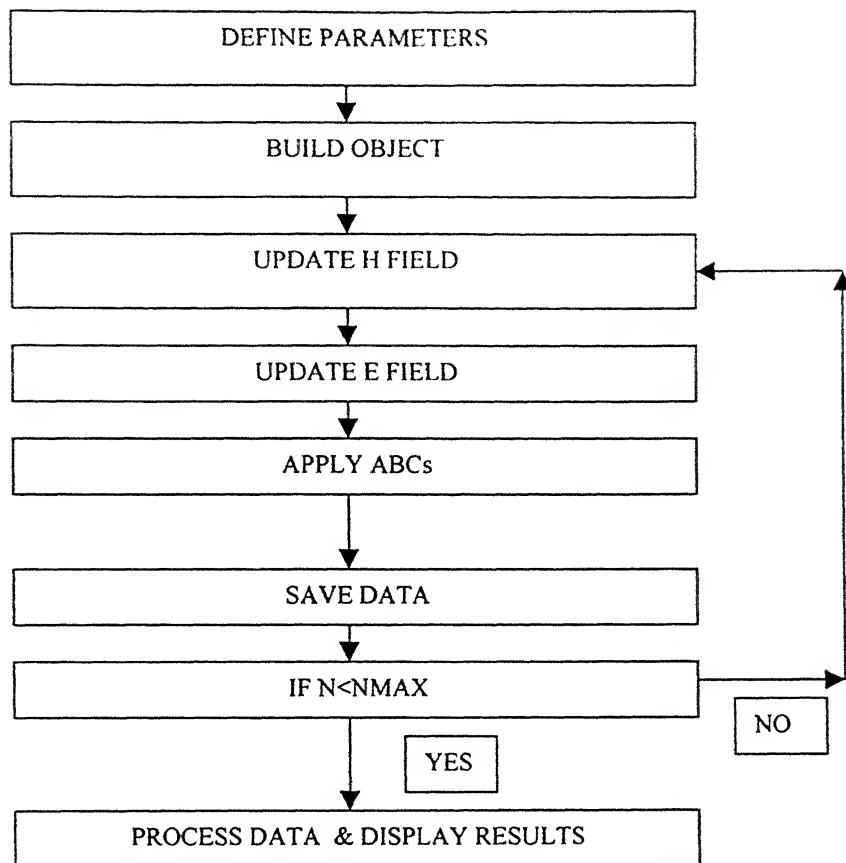 DEFINE PARAMETERS
BUILD OBJECT
UPDATE H FIELD
UPDATE E FIELD
APPLY ABCs
SAVE DATA
IF N<NMAX
NO
YES
PROCESS DATA & DISPLAY RESULTS